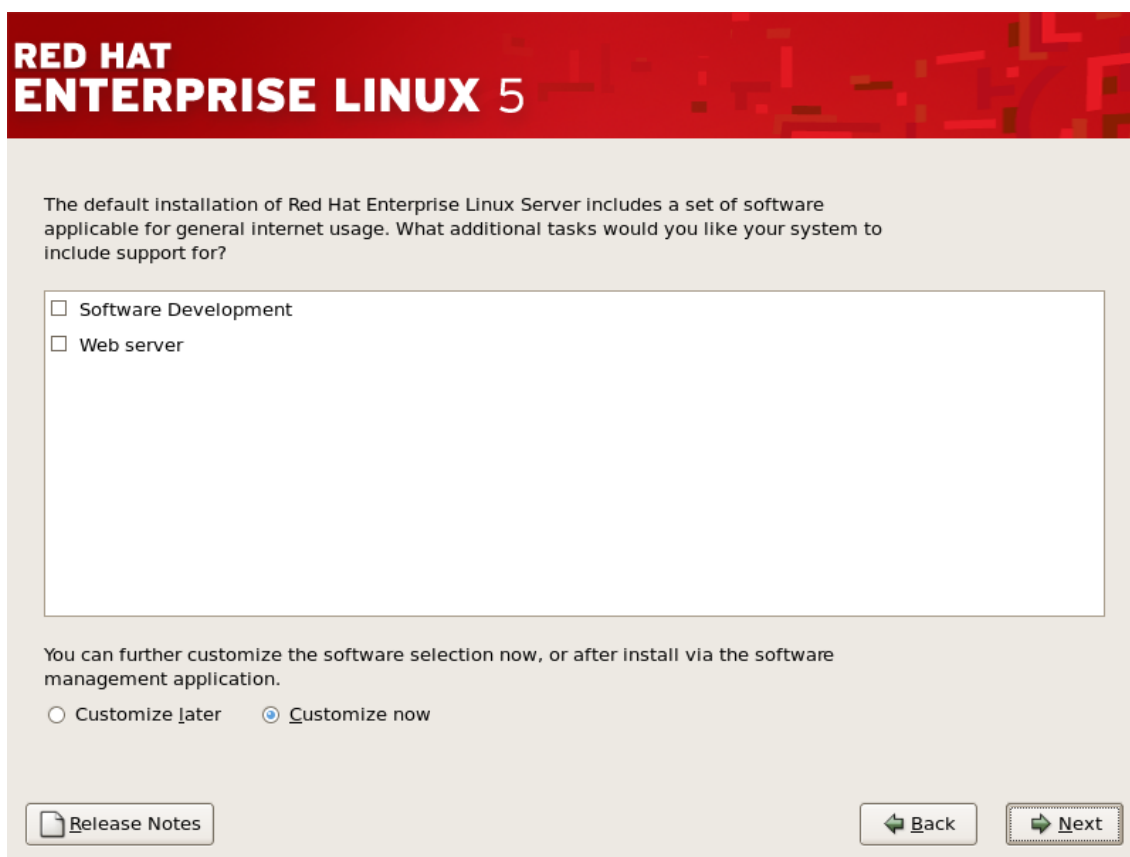 RED HAT
ENTERPRISE LINUX 5
The default installation of Red Hat Enterprise Linux Server includes a set of software
applicable for general internet usage. What additional tasks would you like your system to
include support for?
Software Development
Web server
You can further customize the software selection now, or after install via the software
management application.
Customize later Customize now
Release Notes Back Next